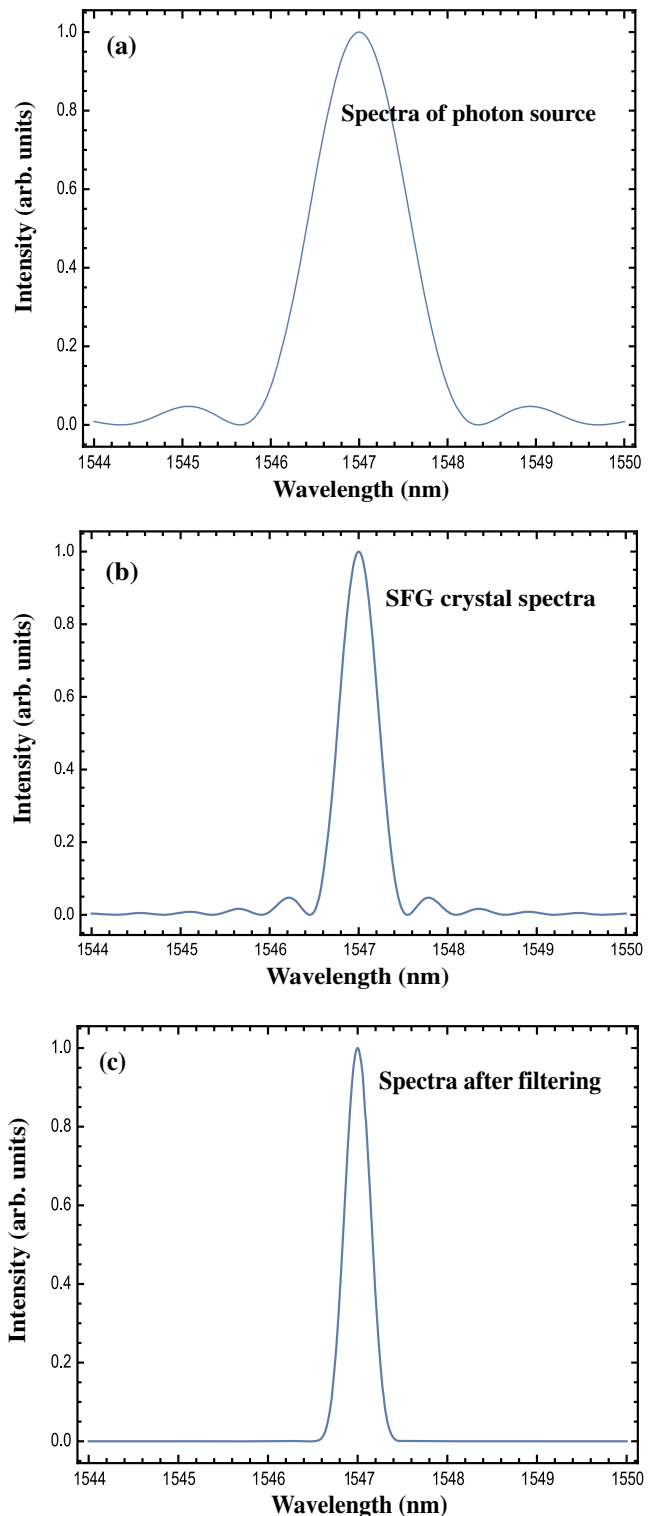 (a)
Spectra of photon source
Intensity (arb. units)
1.0
0.8
0.6
0.4
0.2
0.0
1544 1545 1546 1547 1548 1549 1550
Wavelength (nm)
(b)
SFG crystal spectra
Intensity (arb. units)
1.0
0.8
0.6
0.4
0.2
0.0
1544 1545 1546 1547 1548 1549 1550
Wavelength (nm)
(c)
Spectra after filtering
Intensity (arb. units)
1.0
0.8
0.6
0.4
0.2
0.0
1544 1545 1546 1547 1548 1549 1550
Wavelength (nm)